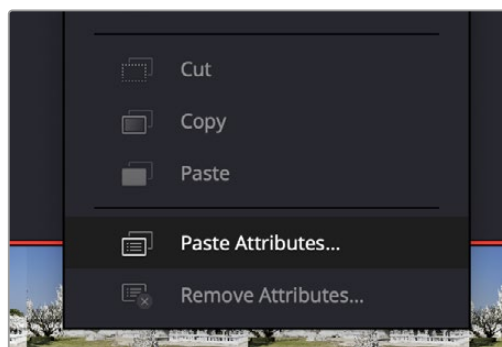 Cut
Copy
Paste
Paste Attributes...
Remove Attributes...